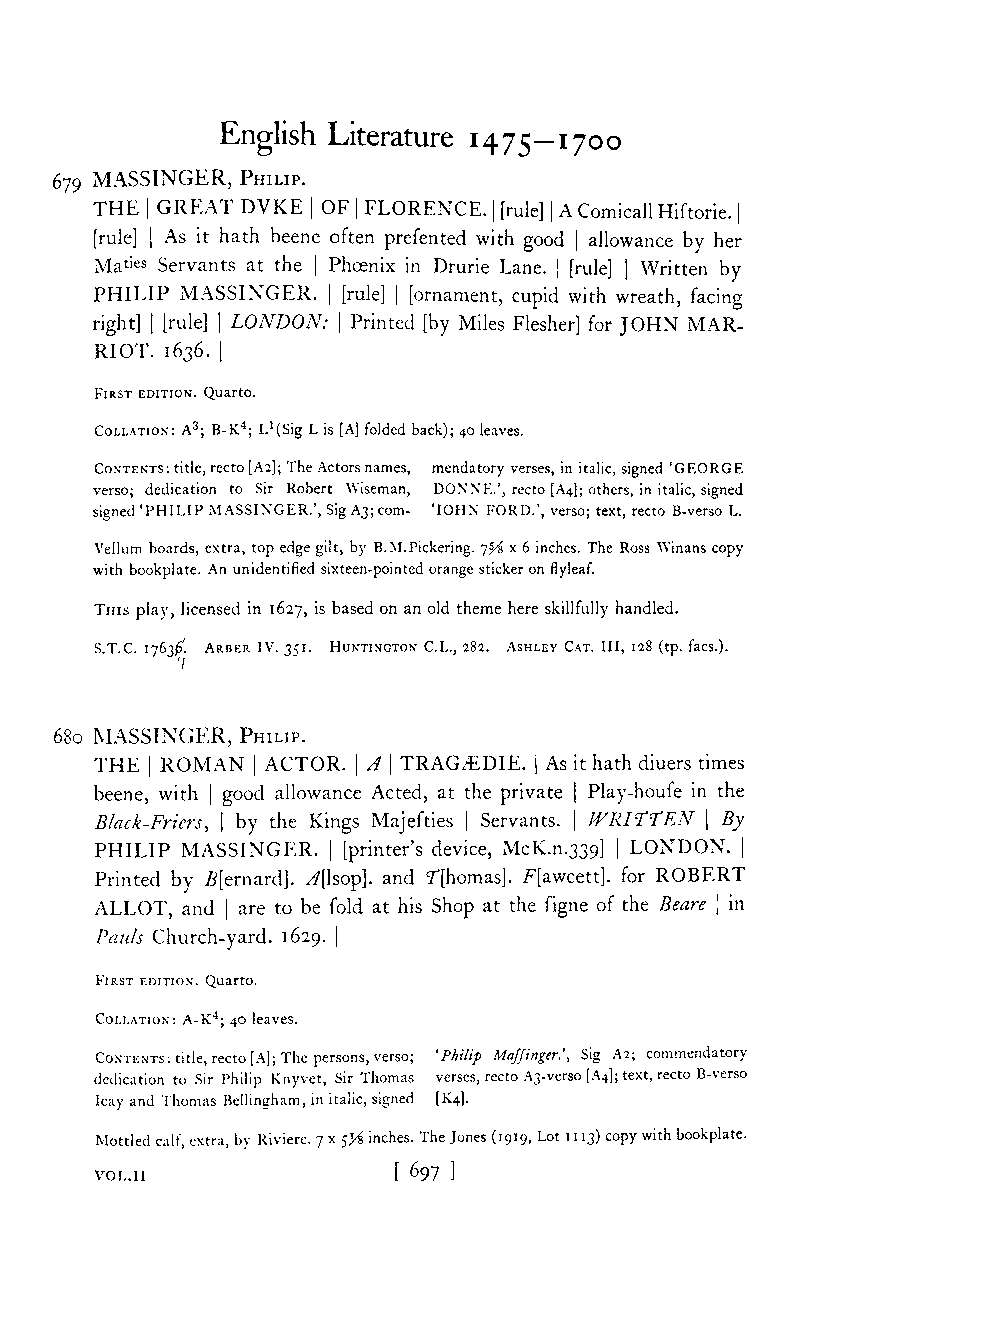 English Literature 1475—1700
679 MASSINGER, PHILIP.
THE | GREAT DVKE | OF | FLORENCE. | [rule] | A Comicall Hiſtorie. |
[rule] | As it hath beene often preſented with good | allowance by her
Maties Servants at the | Phœnix in Drurie Lane. | [rule] | Written by
PHILIP MASSINGER. | [rule] | [ornament, cupid with wreath, facing
right] | [rule] | LONDON: | Printed [by Miles Flesher] for JOHN MAR-
RIOT. 1636. |
FIRST EDITION. Quarto.
COLLATION: A3; B-K4; L1(Sig L is [A] folded back); 40 leaves.
CONTENTS: title, recto [A2]; The Actors names,
verso; dedication to Sir Robert Wiseman,
signed 'PHILIP MASSINGER.', Sig A3; com-
mendatory verses, in italic, signed 'GEORGE
DONNE.', recto [A4]; others, in italic, signed
'IOHN FORD.', verso; text, recto B-verso L.
Vellum boards, extra, top edge gilt, by B.M.Pickering. 7⅝ x 6 inches. The Ross Winans copy
with bookplate. An unidentified sixteen-pointed orange sticker on flyleaf.
THIS play, licensed in 1627, is based on an old theme here skillfully handled.
S.T.C. 1763 . ARBER IV. 351. HUNTINGTON C.L., 282. ASHLEY CAT. III, 128 (tp. facs.).
680 MASSINGER, PHILIP.
THE | ROMAN | ACTOR. | A | TRAGÆDIE. | As it hath diuers times
beene, with | good allowance Acted, at the private | Play-houſe in the
Black-Friers, | by the Kings Majeſties | Servants. | WRITTEN | By
PHILIP MASSINGER. | [printer's device, McK.n.339] | LONDON. |
Printed by B[ernard]. A[lsop]. and T[homas]. F[awcett]. for ROBERT
ALLOT, and | are to be ſold at his Shop at the ſigne of the Beare | in
Pauls Church-yard. 1629. |
FIRST EDITION. Quarto.
COLLATION: A-K4; 40 leaves.
CONTENTS: title, recto [A]; The persons, verso;
dedication to Sir Philip Knyvet, Sir Thomas
Ieay and Thomas Bellingham, in italic, signed
'Philip Maſſinger.', Sig A2; commendatory
verses, recto A3-verso [A4]; text, recto B-verso
[K4].
Mottled calf, extra, by Riviere. 7 x 5⅛ inches. The Jones (1919, Lot 1113) copy with bookplate.
VOL.II [ 697 ]